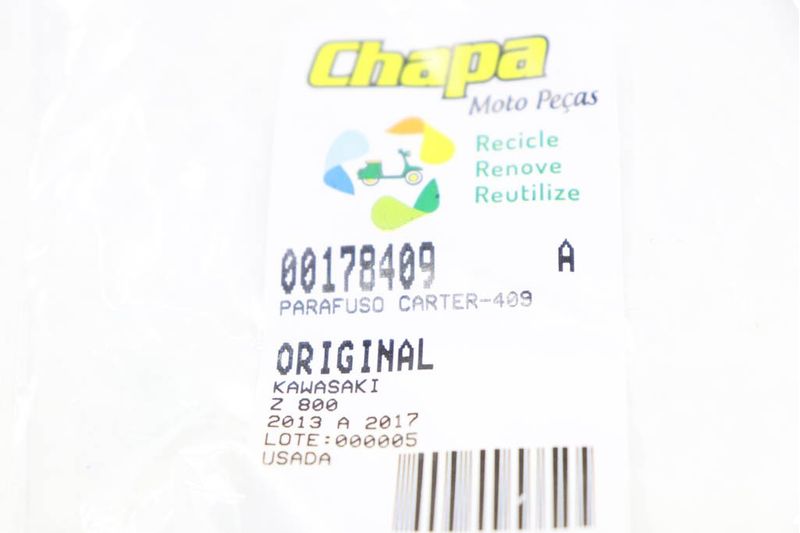 Chapa
Moto Peças
Recicle
Renove
Reutilize
00178409 A
PARAFUSO CARTER-409
ORIGINAL
KAWASAKI
Z 800
2013 A 2017
LOTE:000005
USADA